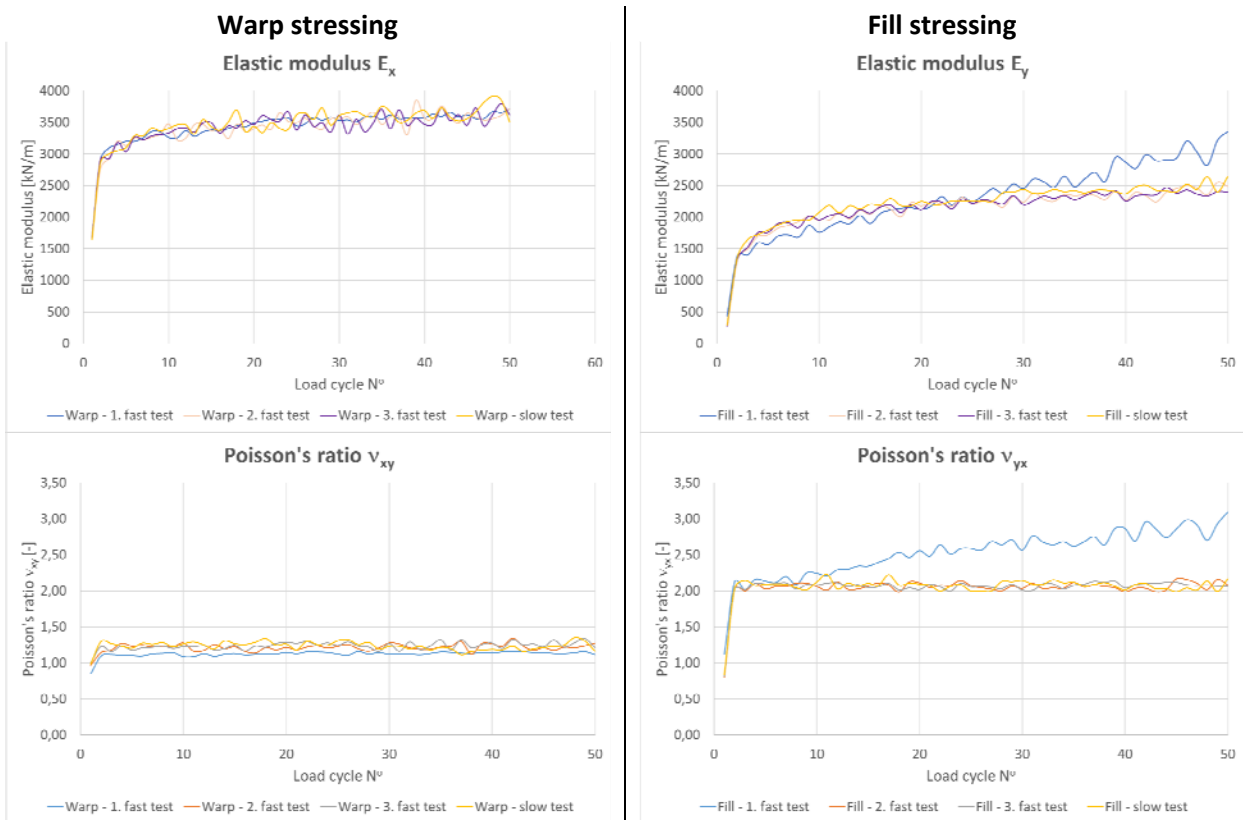 Warp stressing
Elastic modulus Ex
Elastic modulus [kN/m]
4000
3500
3000
2500
2000
1500
1000
500
0
0 10 20 30 40 50 60
Load cycle Nº
Warp - 1. fast test Warp - 2. fast test Warp - 3. fast test Warp - slow test
Fill stressing
Elastic modulus Ey
Elastic modulus [kN/m]
4000
3500
3000
2500
2000
1500
1000
500
0
0 10 20 30 40 50
Load cycle Nº
Fill - 1. fast test Fill - 2. fast test Fill - 3. fast test Fill - slow test
Poisson's ratio νxy
Poisson's ratio νxy [-]
3,50
3,00
2,50
2,00
1,50
1,00
0,50
0,00
0 10 20 30 40 50
Load cycle Nº
Warp - 1. fast test Warp - 2. fast test Warp - 3. fast test Warp - slow test
Poisson's ratio νyx
Poisson's ratio νyx [-]
3,50
3,00
2,50
2,00
1,50
1,00
0,50
0,00
0 10 20 30 40 50
Load cycle Nº
Fill - 1. fast test Fill - 2. fast test Fill - 3. fast test Fill - slow test